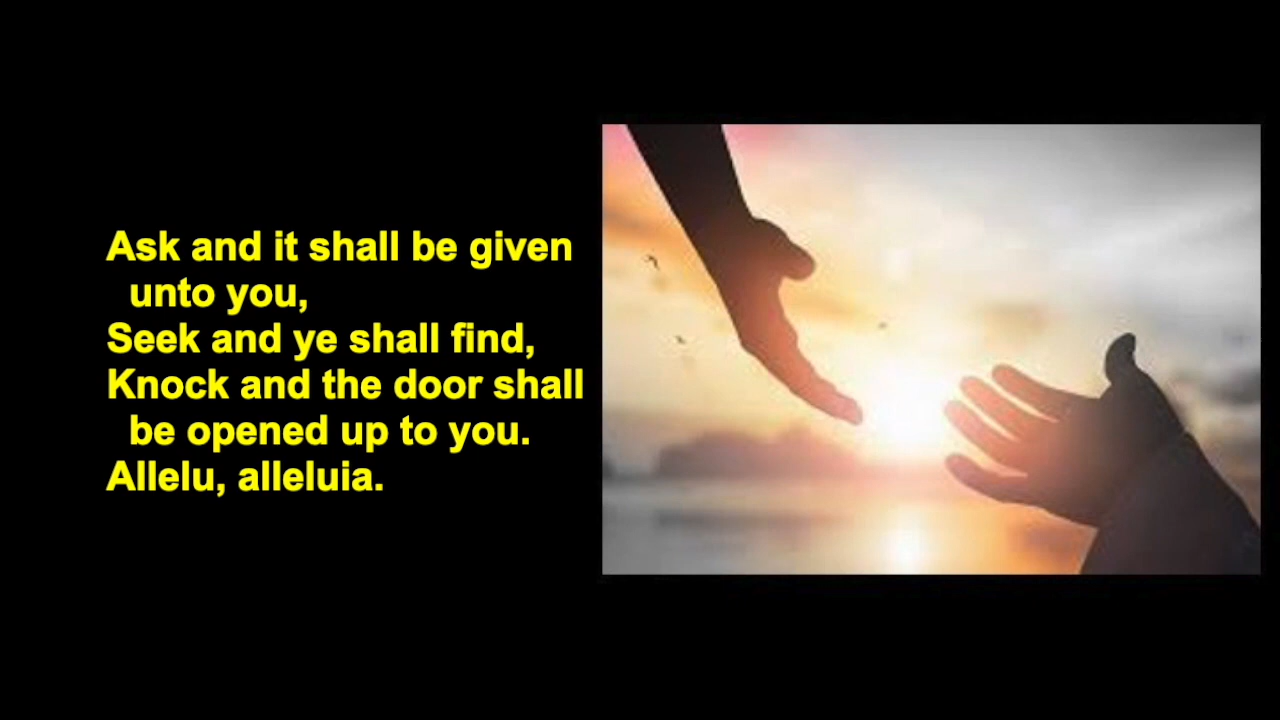 Ask and it shall be given
unto you,
Seek and ye shall find,
Knock and the door shall
be opened up to you.
Allelu, alleluia.